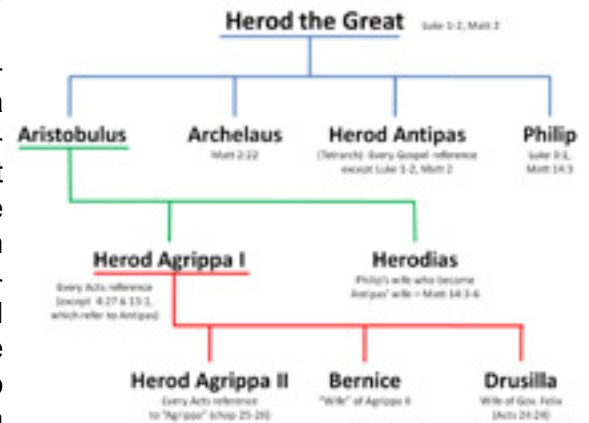 Herod the Great Luke 1-2, Matt 2
Aristobulus Archelaus Herod Antipas Philip
Matt 2:22
(Tetrarch) Every Gospel reference
except Luke 1-2, Matt 2
Luke 3:1,
Matt 14:3
Herod Agrippa I Herodias
Every Acts reference
(except 4:27 & 13:1,
which refer to Antipas)
Philip's wife who became
Antipas' wife – Matt 14:3-6
Herod Agrippa II Bernice Drusilla
Every Acts reference
to "Agrippa" (chap 25-26)
"Wife" of Agrippa II
Wife of Gov. Felix
(Acts 24:24)